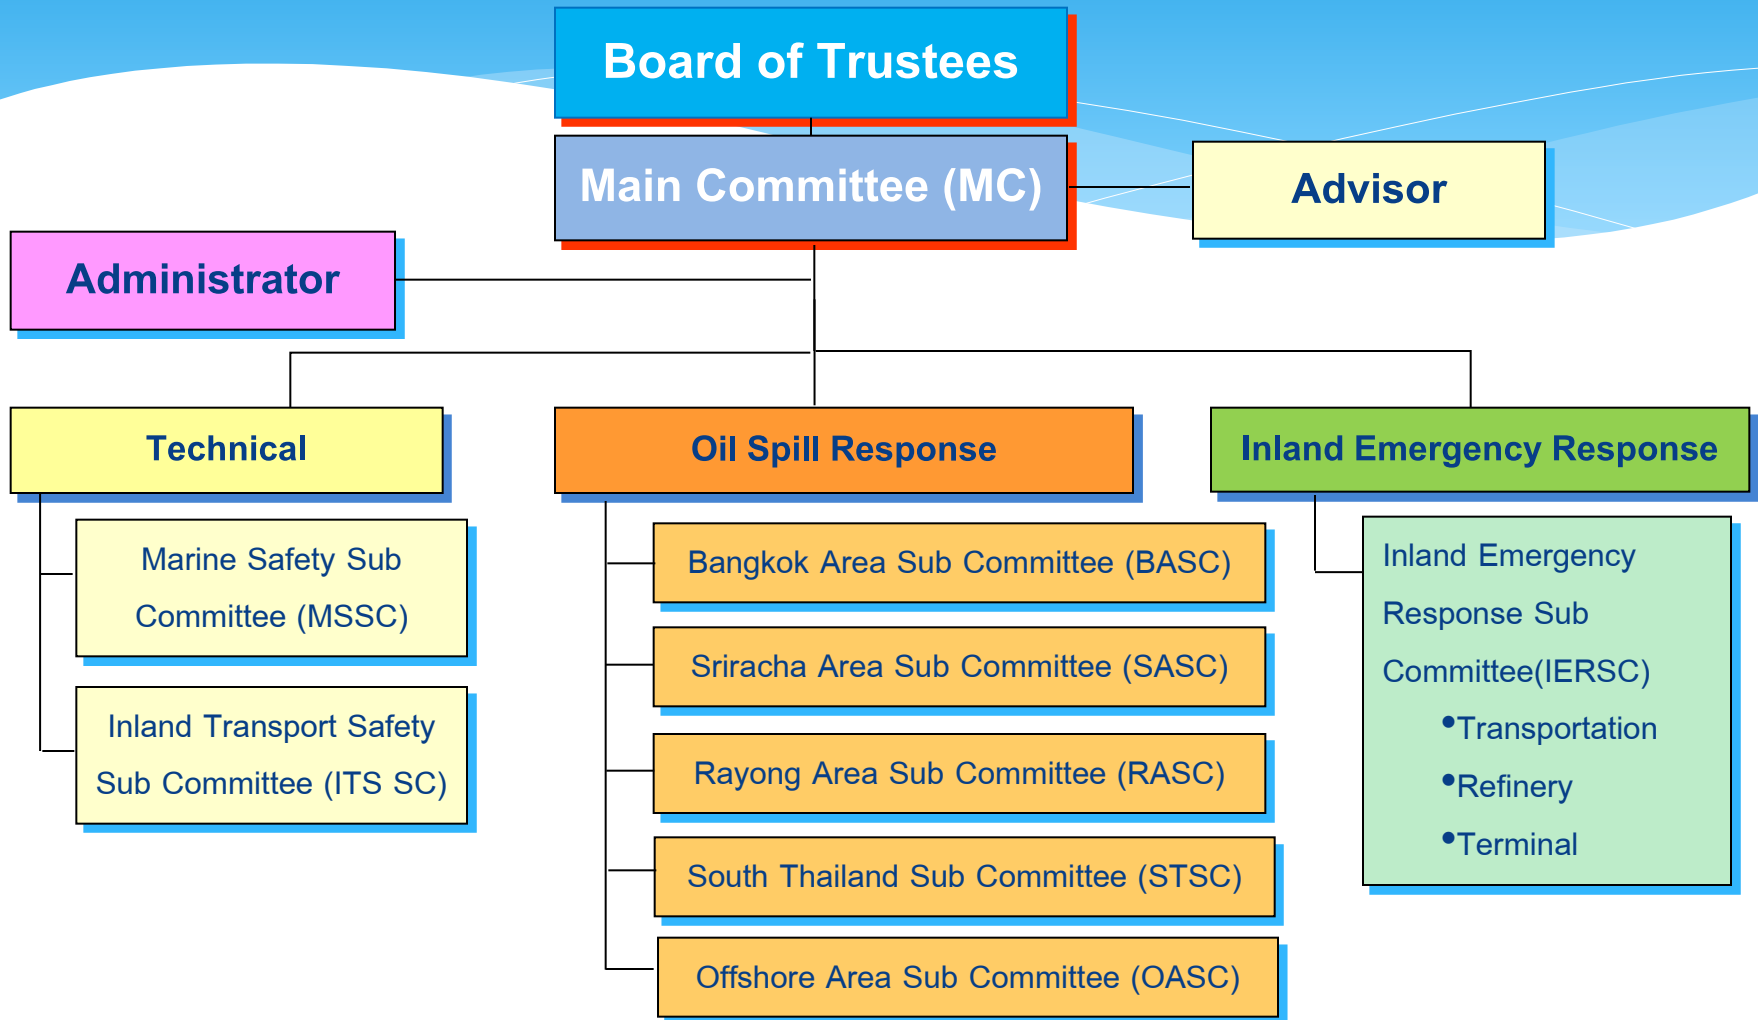 Board of Trustees
Main Committee (MC)
Advisor
Administrator
Technical
Marine Safety Sub
Committee (MSSC)
Inland Transport Safety
Sub Committee (ITS SC)
Oil Spill Response
Bangkok Area Sub Committee (BASC)
Sriracha Area Sub Committee (SASC)
Rayong Area Sub Committee (RASC)
South Thailand Sub Committee (STSC)
Offshore Area Sub Committee (OASC)
Inland Emergency Response
Inland Emergency
Response Sub
Committee(IERSC)
•Transportation
•Refinery
•Terminal